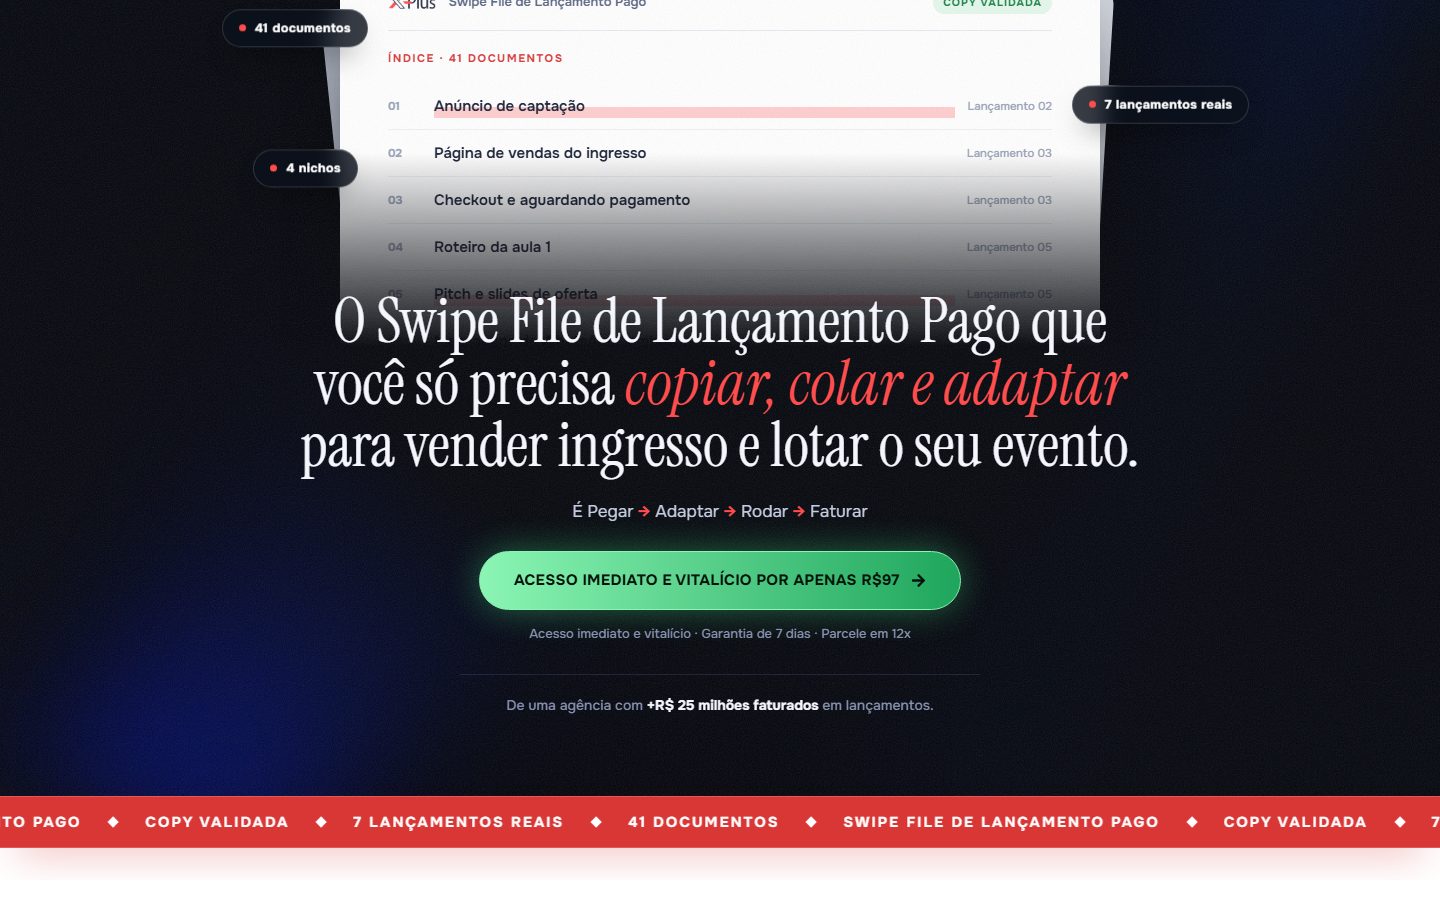 XPlus Swipe File de Lançamento Pago COPY VALIDADA
41 documentos
ÍNDICE · 41 DOCUMENTOS
01 Anúncio de captação Lançamento 02
7 lançamentos reais
02 Página de vendas do ingresso Lançamento 03
4 nichos
03 Checkout e aguardando pagamento Lançamento 03
04 Roteiro da aula 1 Lançamento 05
05 Pitch e slides de oferta Lançamento 05
O Swipe File de Lançamento Pago que
você só precisa copiar, colar e adaptar
para vender ingresso e lotar o seu evento.
É Pegar → Adaptar → Rodar → Faturar
ACESSO IMEDIATO E VITALÍCIO POR APENAS R$97 →
Acesso imediato e vitalício · Garantia de 7 dias · Parcele em 12x
De uma agência com +R$ 25 milhões faturados em lançamentos.
TO PAGO ◆ COPY VALIDADA ◆ 7 LANÇAMENTOS REAIS ◆ 41 DOCUMENTOS ◆ SWIPE FILE DE LANÇAMENTO PAGO ◆ COPY VALIDADA ◆ 7